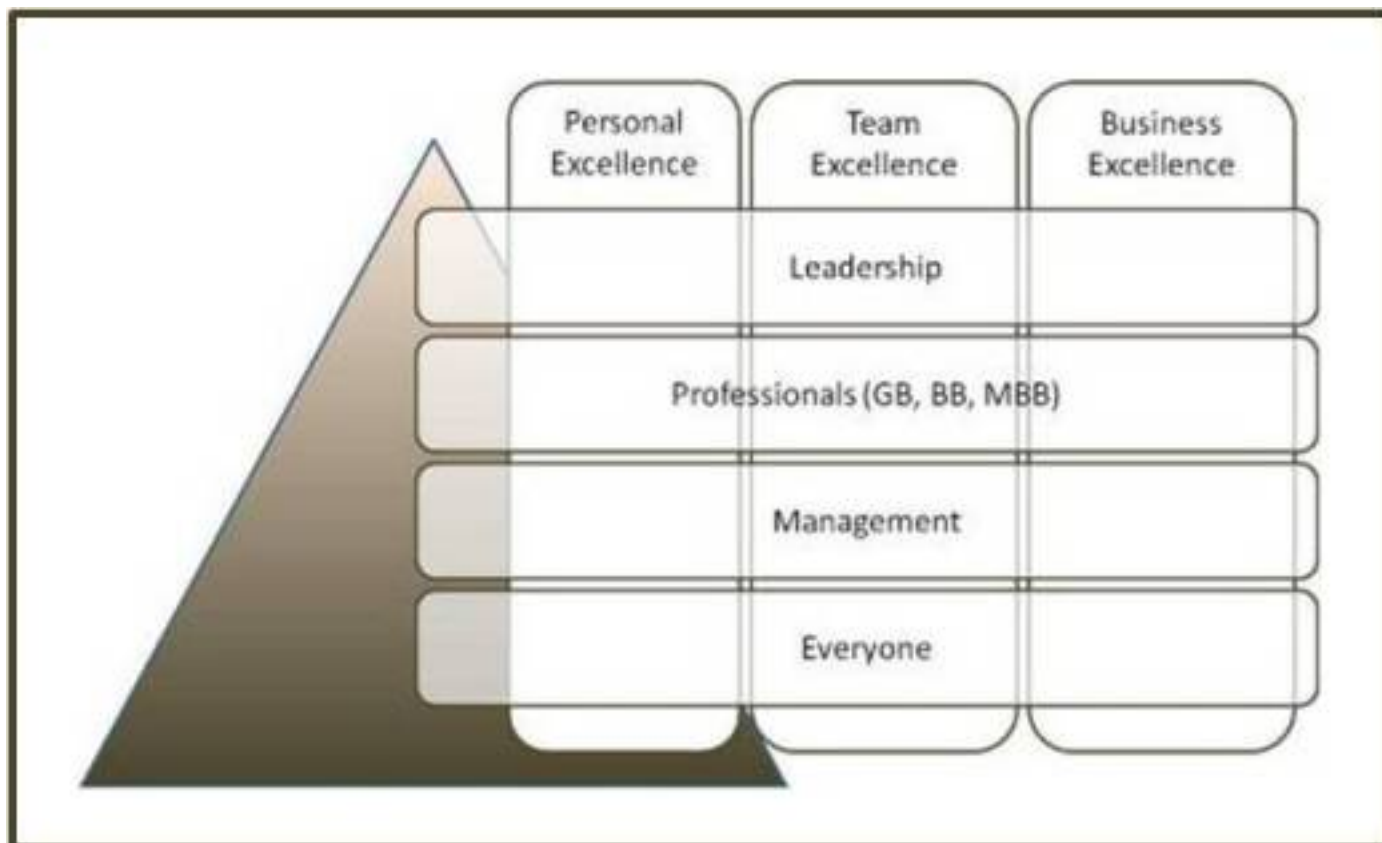 Personal
Excellence
Team
Excellence
Business
Excellence
Leadership
Professionals (GB, BB, MBB)
Management
Everyone